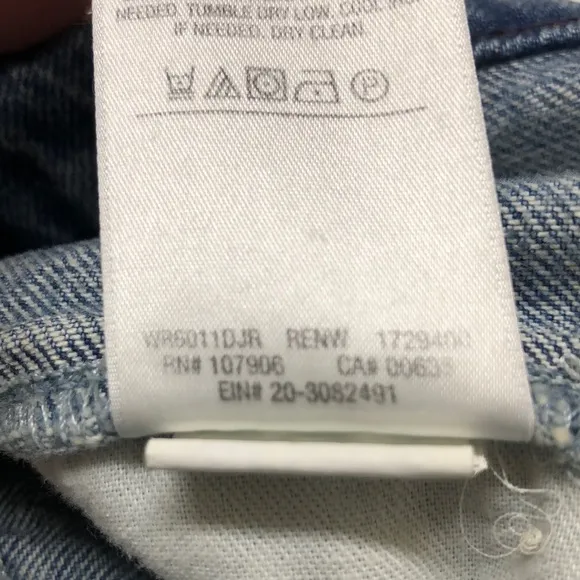 NEEDED. TUMBLE DRY LOW. COOL IRON
IF NEEDED. DRY CLEAN
P
WR6011DJR RENW 1729400
RN# 107906 CA# 00633
EIN# 20-3082491